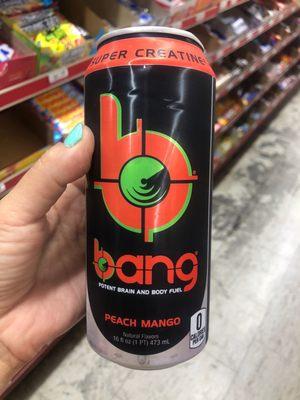 SUPER CREATINE
b
bang
POTENT BRAIN AND BODY FUEL
PEACH MANGO
Natural Flavors
16 fl oz (1 PT) 473 mL
0
CALORIES